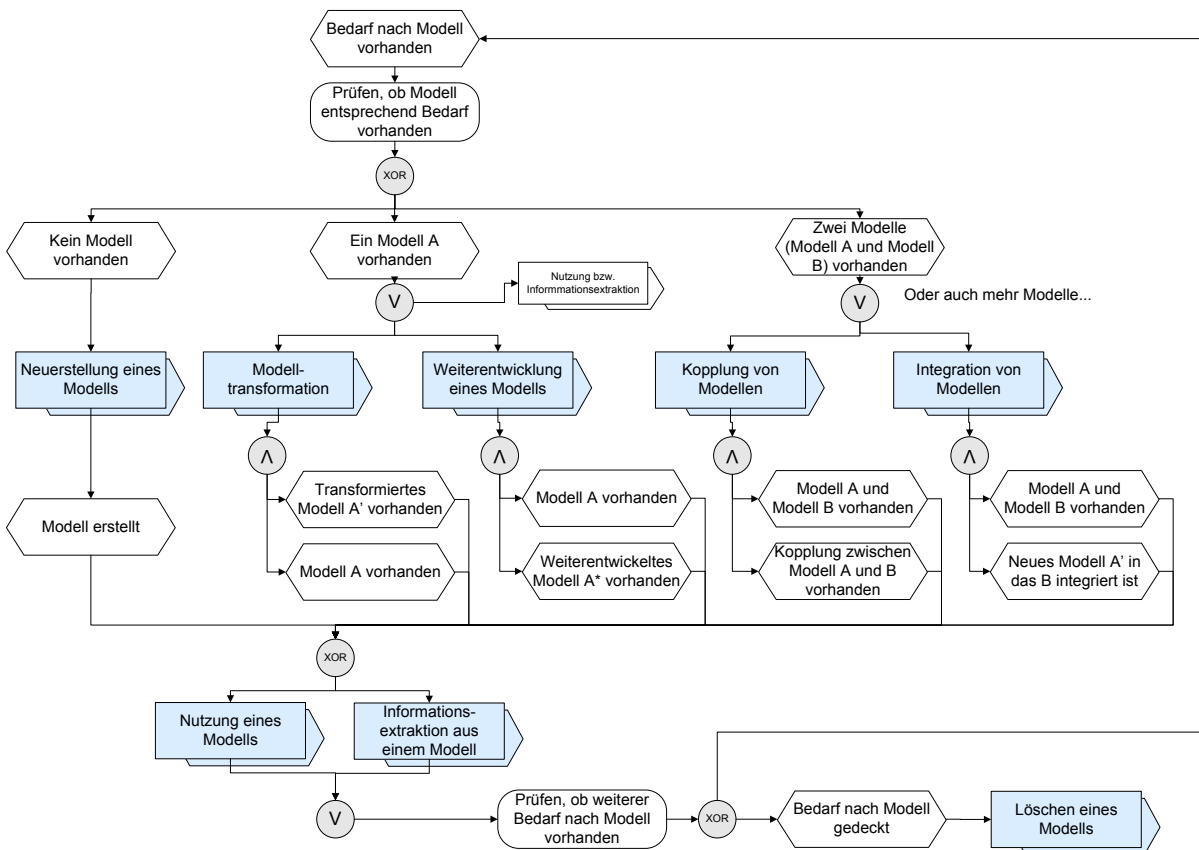 Bedarf nach Modell
vorhanden
Prüfen, ob Modell
entsprechend Bedarf
vorhanden
XOR
Kein Modell
vorhanden
Ein Modell A
vorhanden
Zwei Modelle
(Modell A und Modell
B) vorhanden
Nutzung bzw.
Informmationsextraktion
V
V
Oder auch mehr Modelle...
Neuerstellung eines
Modells
Modell-
transformation
Weiterentwicklung
eines Modells
Kopplung von
Modellen
Integration von
Modellen
Λ
Λ
Λ
Λ
Modell erstellt
Transformiertes
Modell A’ vorhanden
Modell A vorhanden
Modell A vorhanden
Weiterentwickeltes
Modell A* vorhanden
Modell A und
Modell B vorhanden
Kopplung zwischen
Modell A und B
vorhanden
Modell A und
Modell B vorhanden
Neues Modell A’ in
das B integriert ist
XOR
Nutzung eines
Modells
Informations-
extraktion aus
einem Modell
V
Prüfen, ob weiterer
Bedarf nach Modell
vorhanden
XOR
Bedarf nach Modell
gedeckt
Löschen eines
Modells